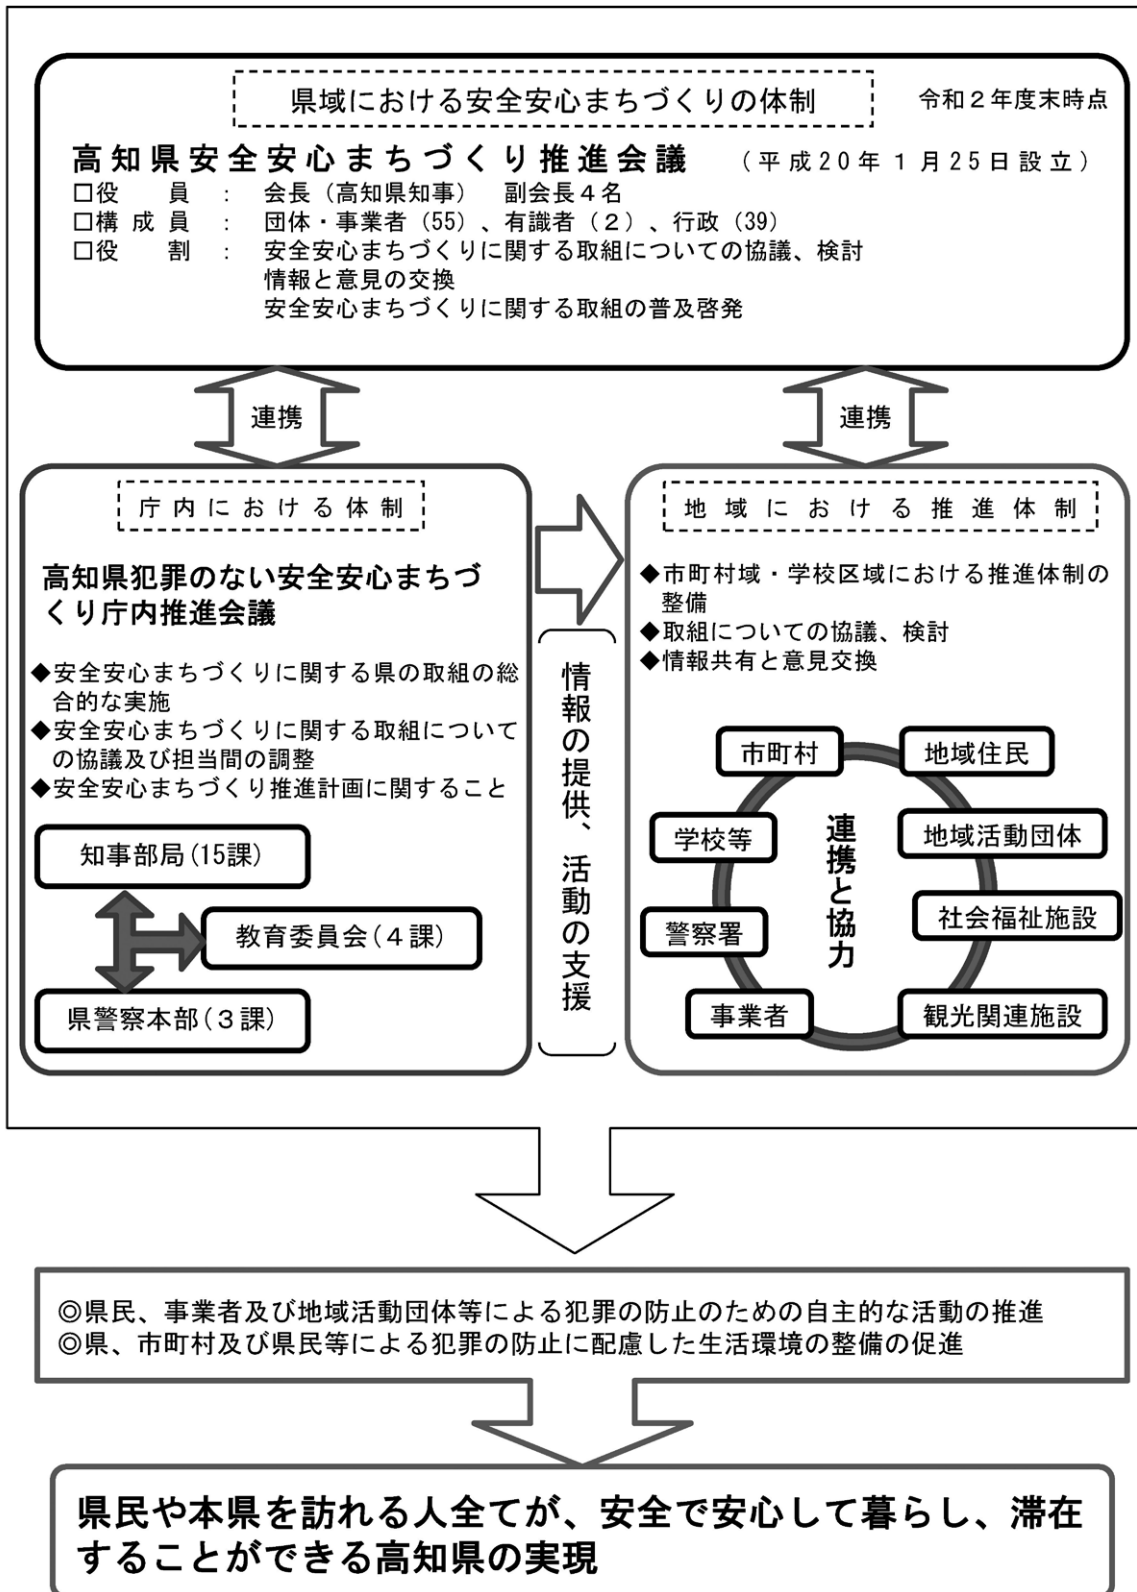 県域における安全安心まちづくりの体制
令和２年度末時点
高知県安全安心まちづくり推進会議 （平成20年１月25日設立）
□役員 ： 会長（高知県知事） 副会長４名
□構成員 ： 団体・事業者（55）、有識者（２）、行政（39）
□役割 ： 安全安心まちづくりに関する取組についての協議、検討
情報と意見の交換
安全安心まちづくりに関する取組の普及啓発
連携
連携
庁内における体制
高知県犯罪のない安全安心まちづ
くり庁内推進会議
◆安全安心まちづくりに関する県の取組の総
合的な実施
◆安全安心まちづくりに関する取組について
の協議及び担当間の調整
◆安全安心まちづくり推進計画に関すること
知事部局（15課）
教育委員会（４課）
県警察本部（３課）
情報の提供、活動の支援
地域における推進体制
◆市町村域・学校区域における推進体制の
整備
◆取組についての協議、検討
◆情報共有と意見交換
市町村
地域住民
学校等
地域活動団体
警察署
社会福祉施設
事業者
観光関連施設
連携と協力
◎県民、事業者及び地域活動団体等による犯罪の防止のための自主的な活動の推進
◎県、市町村及び県民等による犯罪の防止に配慮した生活環境の整備の促進
県民や本県を訪れる人全てが、安全で安心して暮らし、滞在
することができる高知県の実現